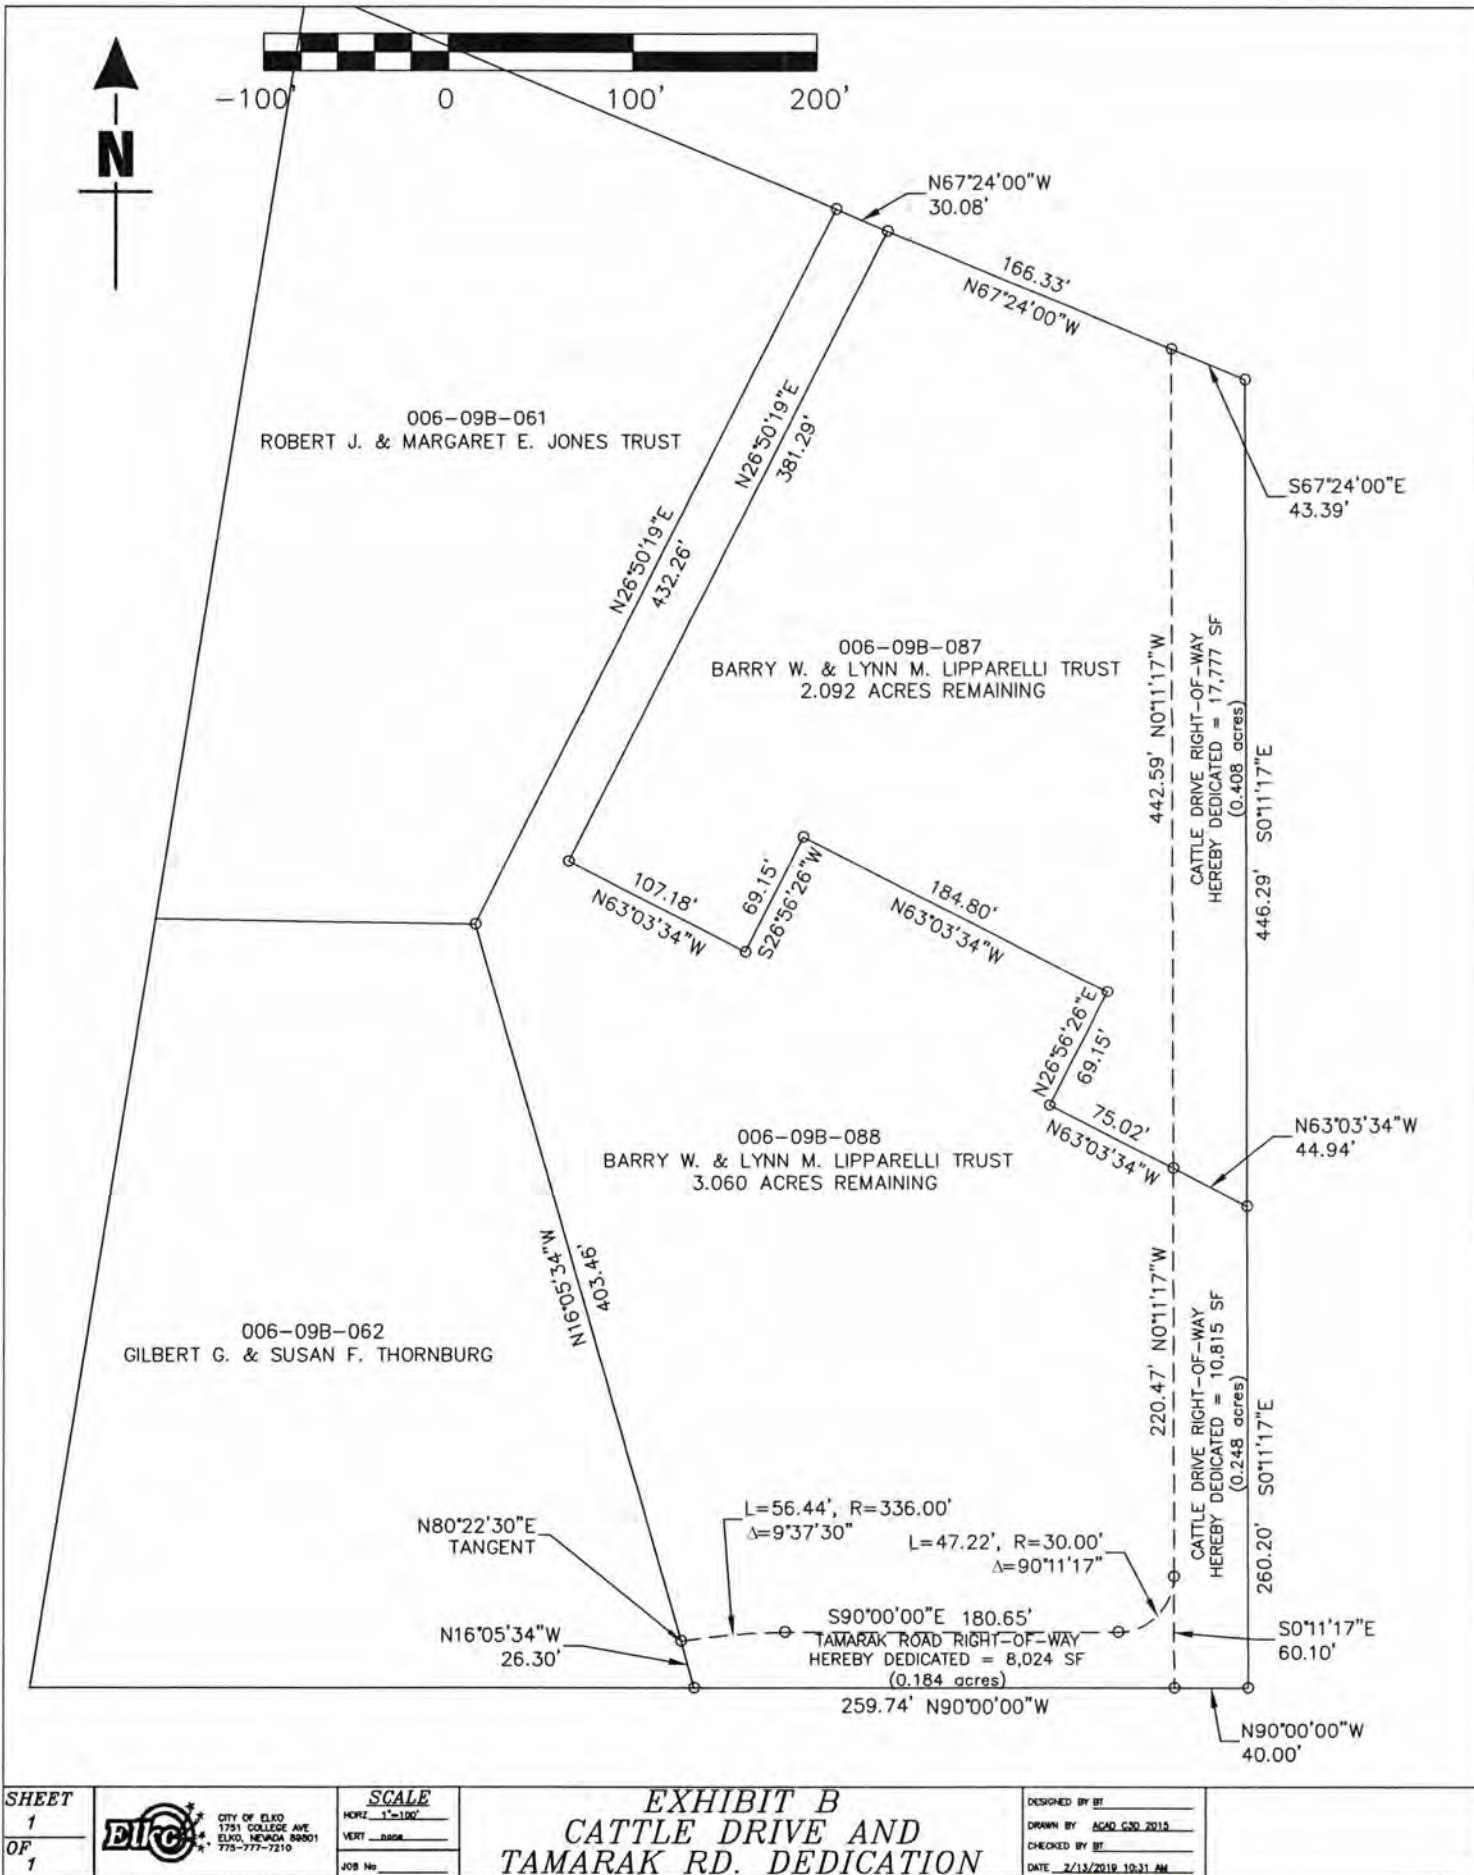 -100' 0 100' 200'
N
N67°24'00"W
30.08'
166.33'
N67°24'00"W
006-09B-061
ROBERT J. & MARGARET E. JONES TRUST
N26°50'19"E
381.29'
S67°24'00"E
43.39'
N26°50'19"E
432.26'
006-09B-087
BARRY W. & LYNN M. LIPPARELLI TRUST
2.092 ACRES REMAINING
442.59' N0°11'17"W
CATTLE DRIVE RIGHT-OF-WAY
HEREBY DEDICATED = 17,777 SF
(0.408 acres)
446.29' S0°11'17"E
107.18'
N63°03'34"W
69.15'
S26°56'26"W
184.80'
N63°03'34"W
N26°56'26"E
69.15'
75.02'
N63°03'34"W
N63°03'34"W
44.94'
006-09B-088
BARRY W. & LYNN M. LIPPARELLI TRUST
3.060 ACRES REMAINING
N16°05'34"W
403.46'
006-09B-062
GILBERT G. & SUSAN F. THORNBURG
220.47' N0°11'17"W
CATTLE DRIVE RIGHT-OF-WAY
HEREBY DEDICATED = 10,815 SF
(0.248 acres)
260.20' S0°11'17"E
N80°22'30"E
TANGENT
L=56.44', R=336.00'
Δ=9°37'30"
L=47.22', R=30.00'
Δ=90°11'17"
N16°05'34"W
26.30'
S90°00'00"E 180.65'
TAMARAK ROAD RIGHT-OF-WAY
HEREBY DEDICATED = 8,024 SF
(0.184 acres)
259.74' N90°00'00"W
S0°11'17"E
60.10'
N90°00'00"W
40.00'
SHEET
1
OF
1
Elko
CITY OF ELKO
1751 COLLEGE AVE
ELKO, NEVADA 89801
775-777-7210
SCALE
HORZ 1"=100'
VERT none
JOB No
EXHIBIT B
CATTLE DRIVE AND
TAMARAK RD. DEDICATION
DESIGNED BY BT
DRAWN BY ACAD C3D 2015
CHECKED BY BT
DATE 2/13/2019 10:31 AM